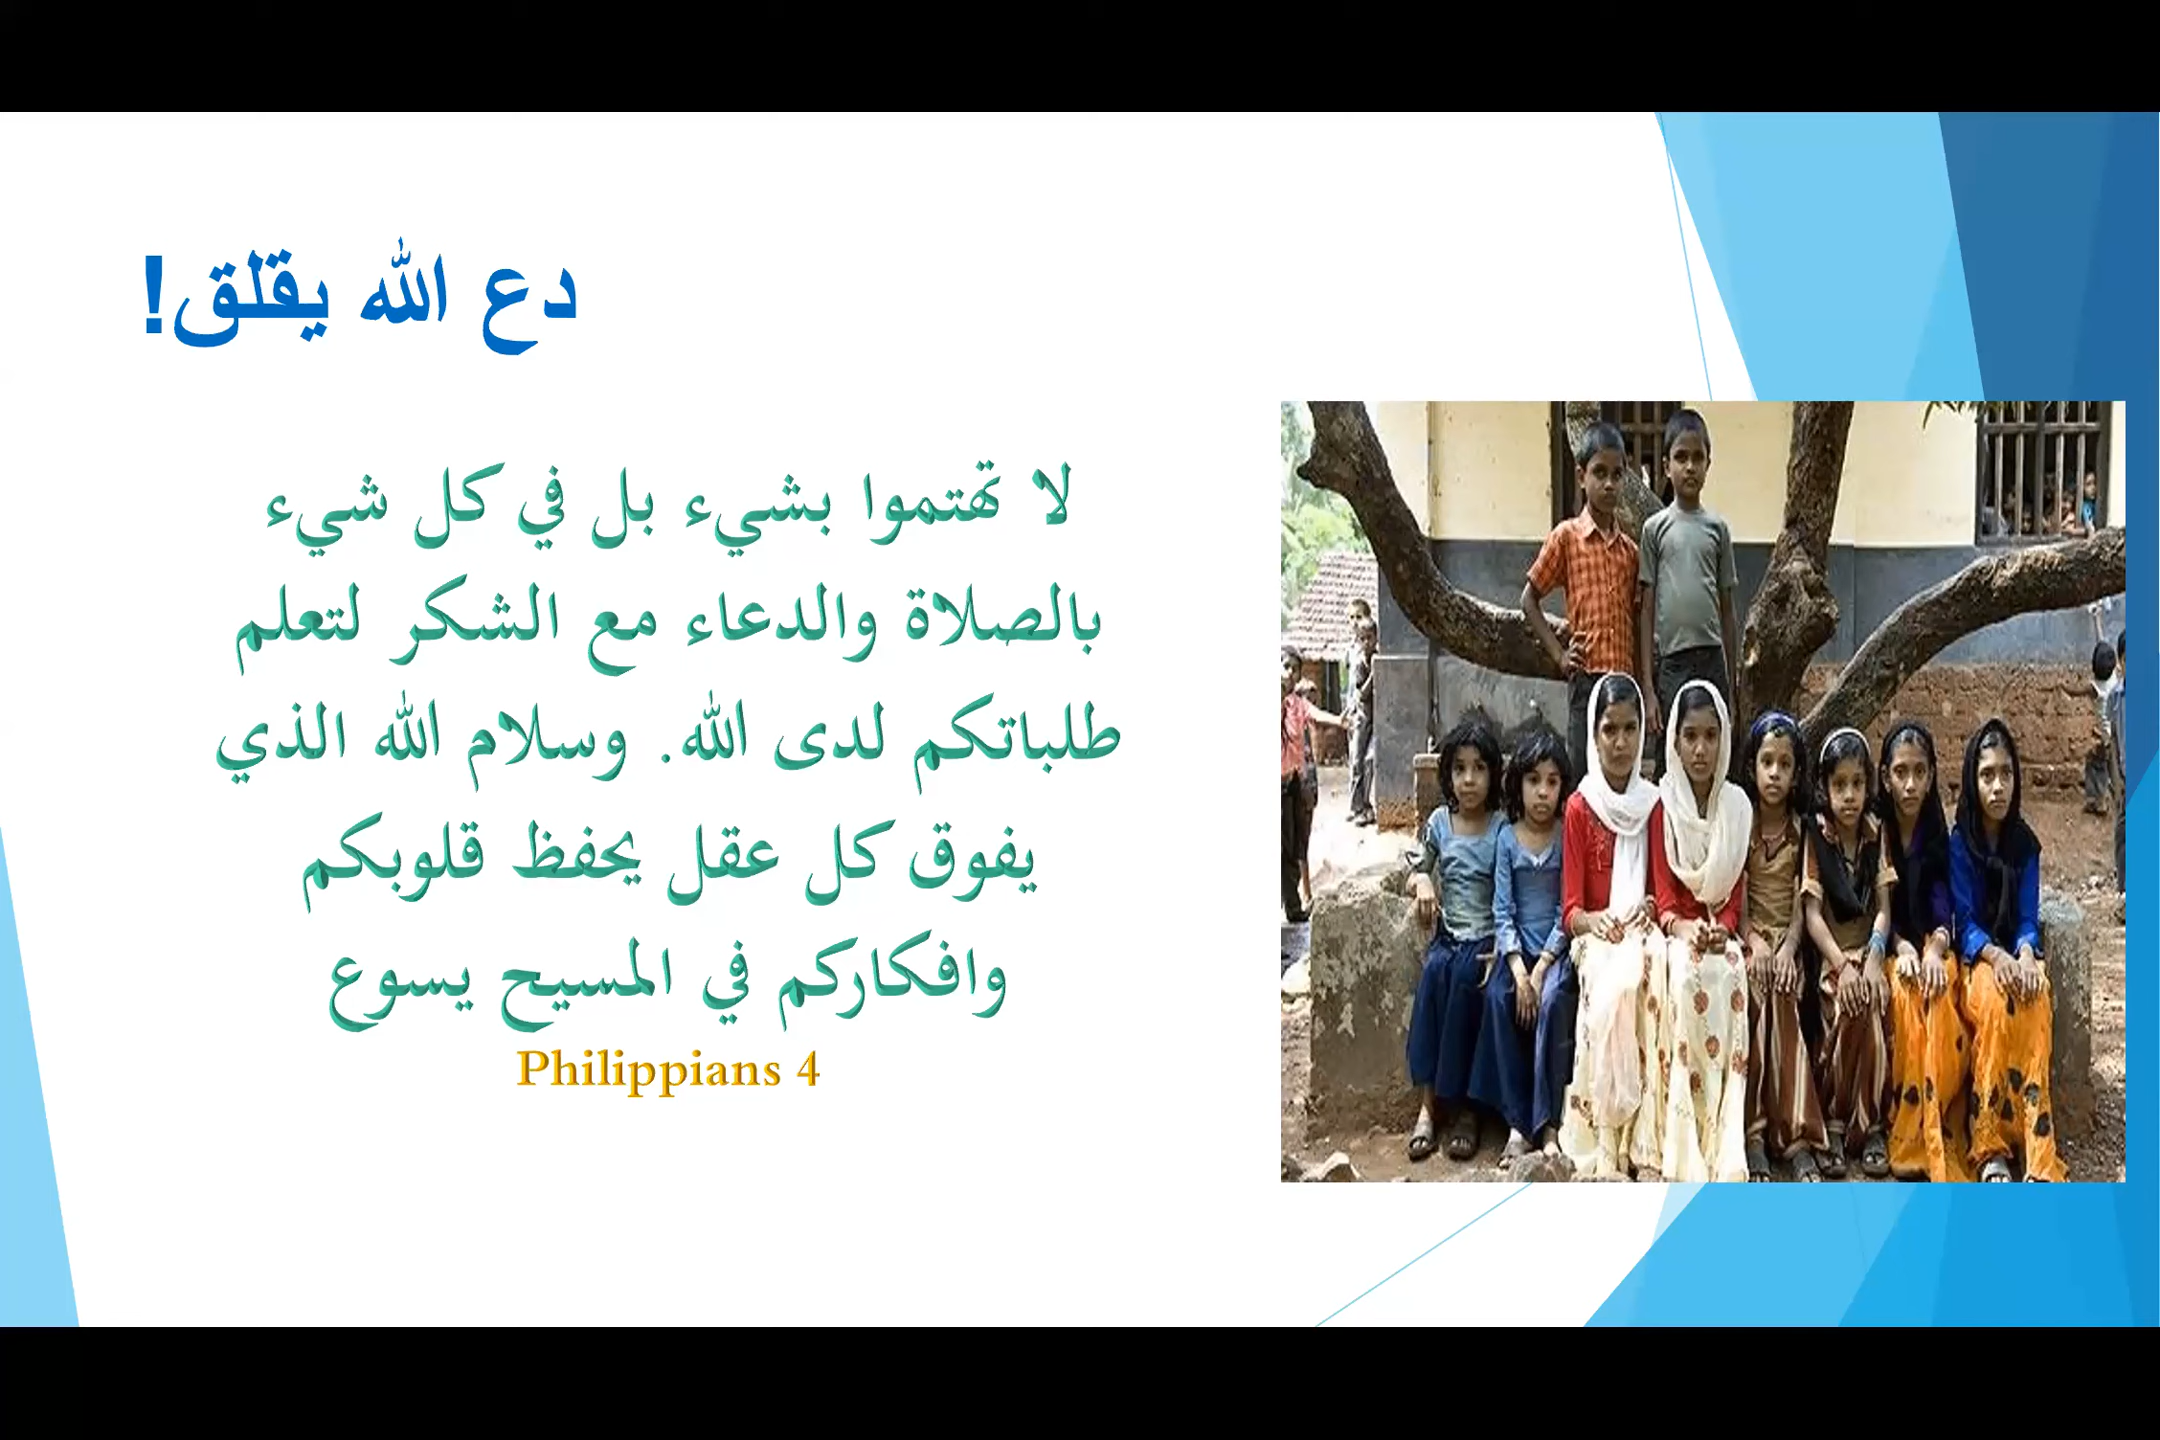 دع الله يقلق!
لا تهتموا بشيء بل في كل شيء
بالصلاة والدعاء مع الشكر لتعلم
طلباتكم لدى الله. وسلام الله الذي
يفوق كل عقل يحفظ قلوبكم
وافكاركم في المسيح يسوع
Philippians 4